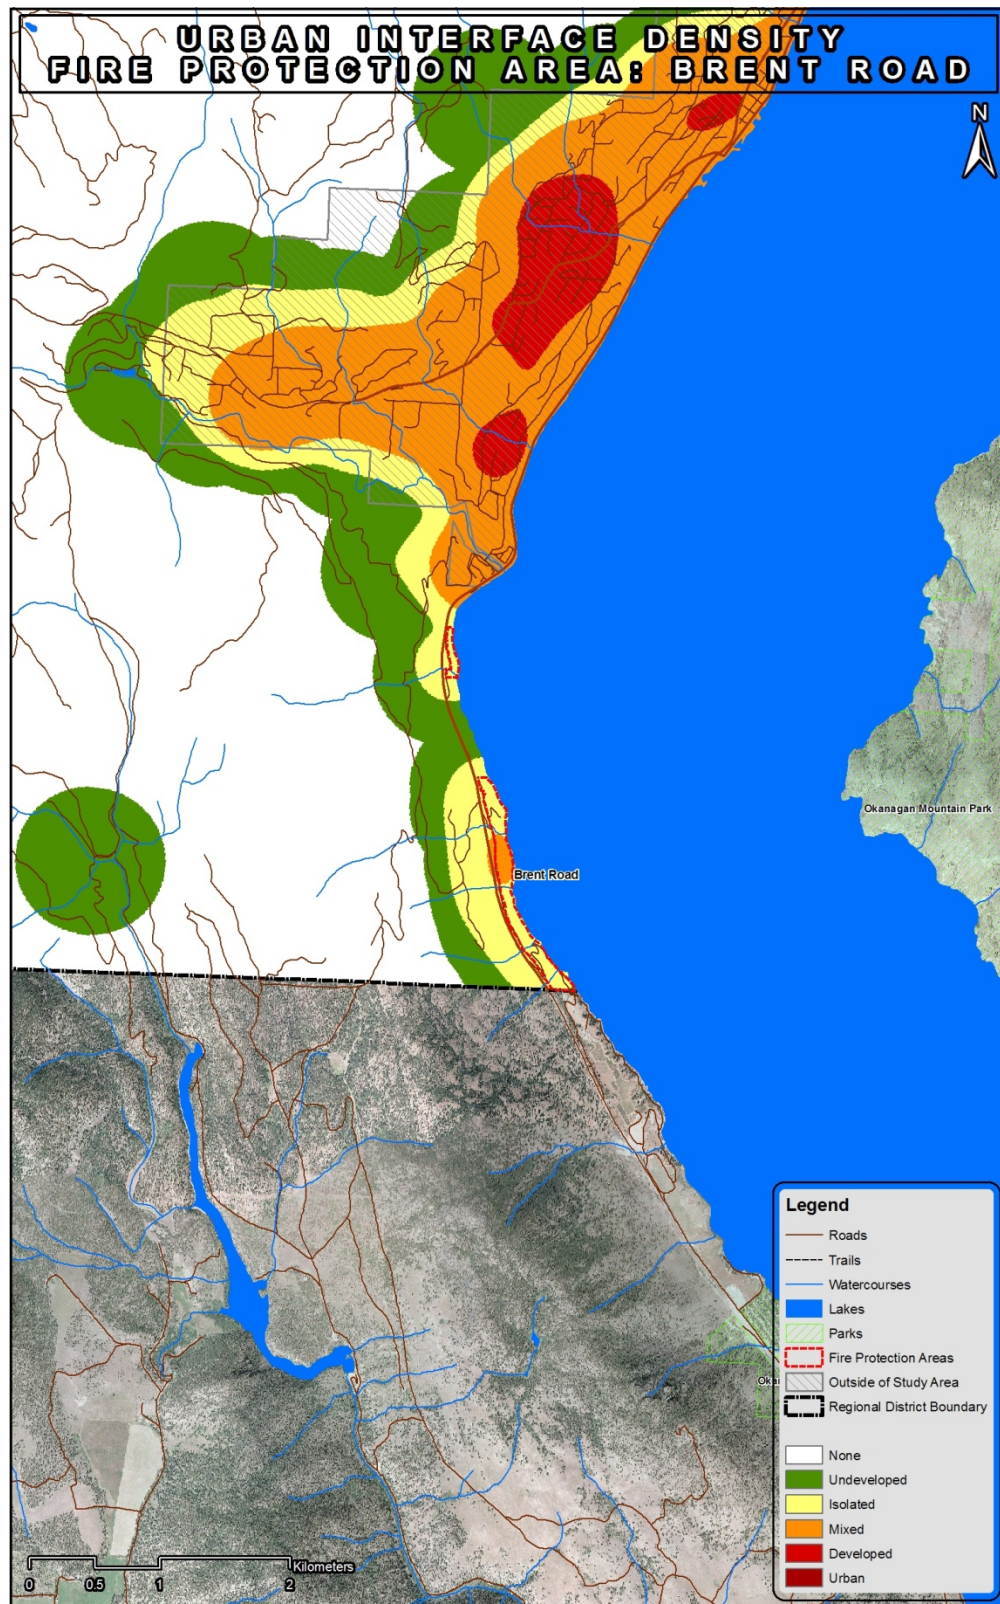 URBAN INTERFACE DENSITY
FIRE PROTECTION AREA: BRENT ROAD
N
Okanagan Mountain Park
Brent Road
Legend
Roads
Trails
Watercourses
Lakes
Parks
Fire Protection Areas
Outside of Study Area
Regional District Boundary
Oka
None
Undeveloped
Isolated
Mixed
Developed
Urban
Kilometers
0 0.5 1 2